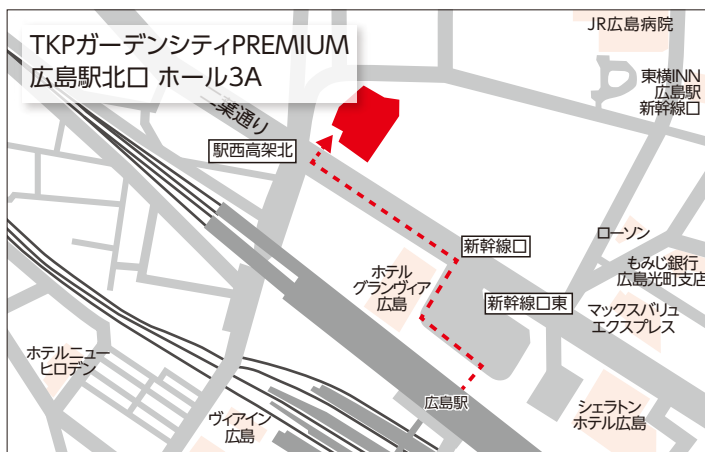 TKPガーデンシティPREMIUM
広島駅北口 ホール3A
JR広島病院
東横INN
広島駅
新幹線口
葉通り
駅西高架北
新幹線口
ローソン
ホテル
グランヴィア
広島
もみじ銀行
広島光町支店
新幹線口東
マックスバリュ
エクスプレス
ホテルニュー
ヒロデン
広島駅
シェラトン
ホテル広島
ヴィアイン
広島